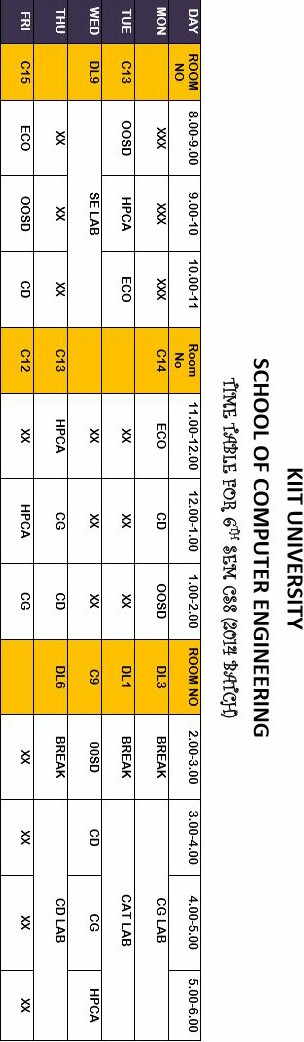 KIIT UNIVERSITY
SCHOOL OF COMPUTER ENGINEERING
TIME TABLE FOR 6TH SEM CS8 (2014 BATCH)
DAY ROOM NO 8.00-9.00 9.00-10 10.00-11 Room No 11.00-12.00 12.00-1.00 1.00-2.00 ROOM NO 2.00-3.00 3.00-4.00 4.00-5.00 5.00-6.00
MON XXX XXX XXX C14 ECO CD OOSD DL3 BREAK CG LAB
TUE C13 OOSD HPCA ECO XX XX XX DL1 BREAK CAT LAB
WED DL9 SE LAB XX XX XX C9 00SD CD CG HPCA
THU XX XX XX C13 HPCA CG CD DL6 BREAK CD LAB
FRI C15 ECO OOSD CD C12 XX HPCA CG XX XX XX XX